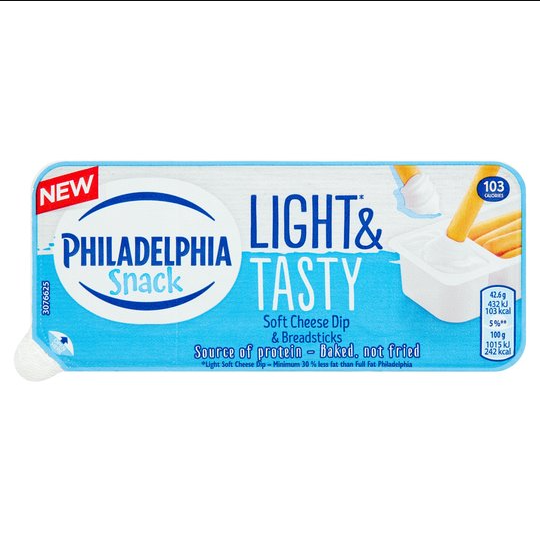 NEW
PHILADELPHIA
Snack
LIGHT*&
TASTY
Soft Cheese Dip
& Breadsticks
Source of protein – Baked, not fried
*Light Soft Cheese Dip – Minimum 30 % less fat than Full Fat Philadelphia
103
CALORIES
42.6 g
432 kJ
103 kcal
5 %**
100 g
1015 kJ
242 kcal
3076625